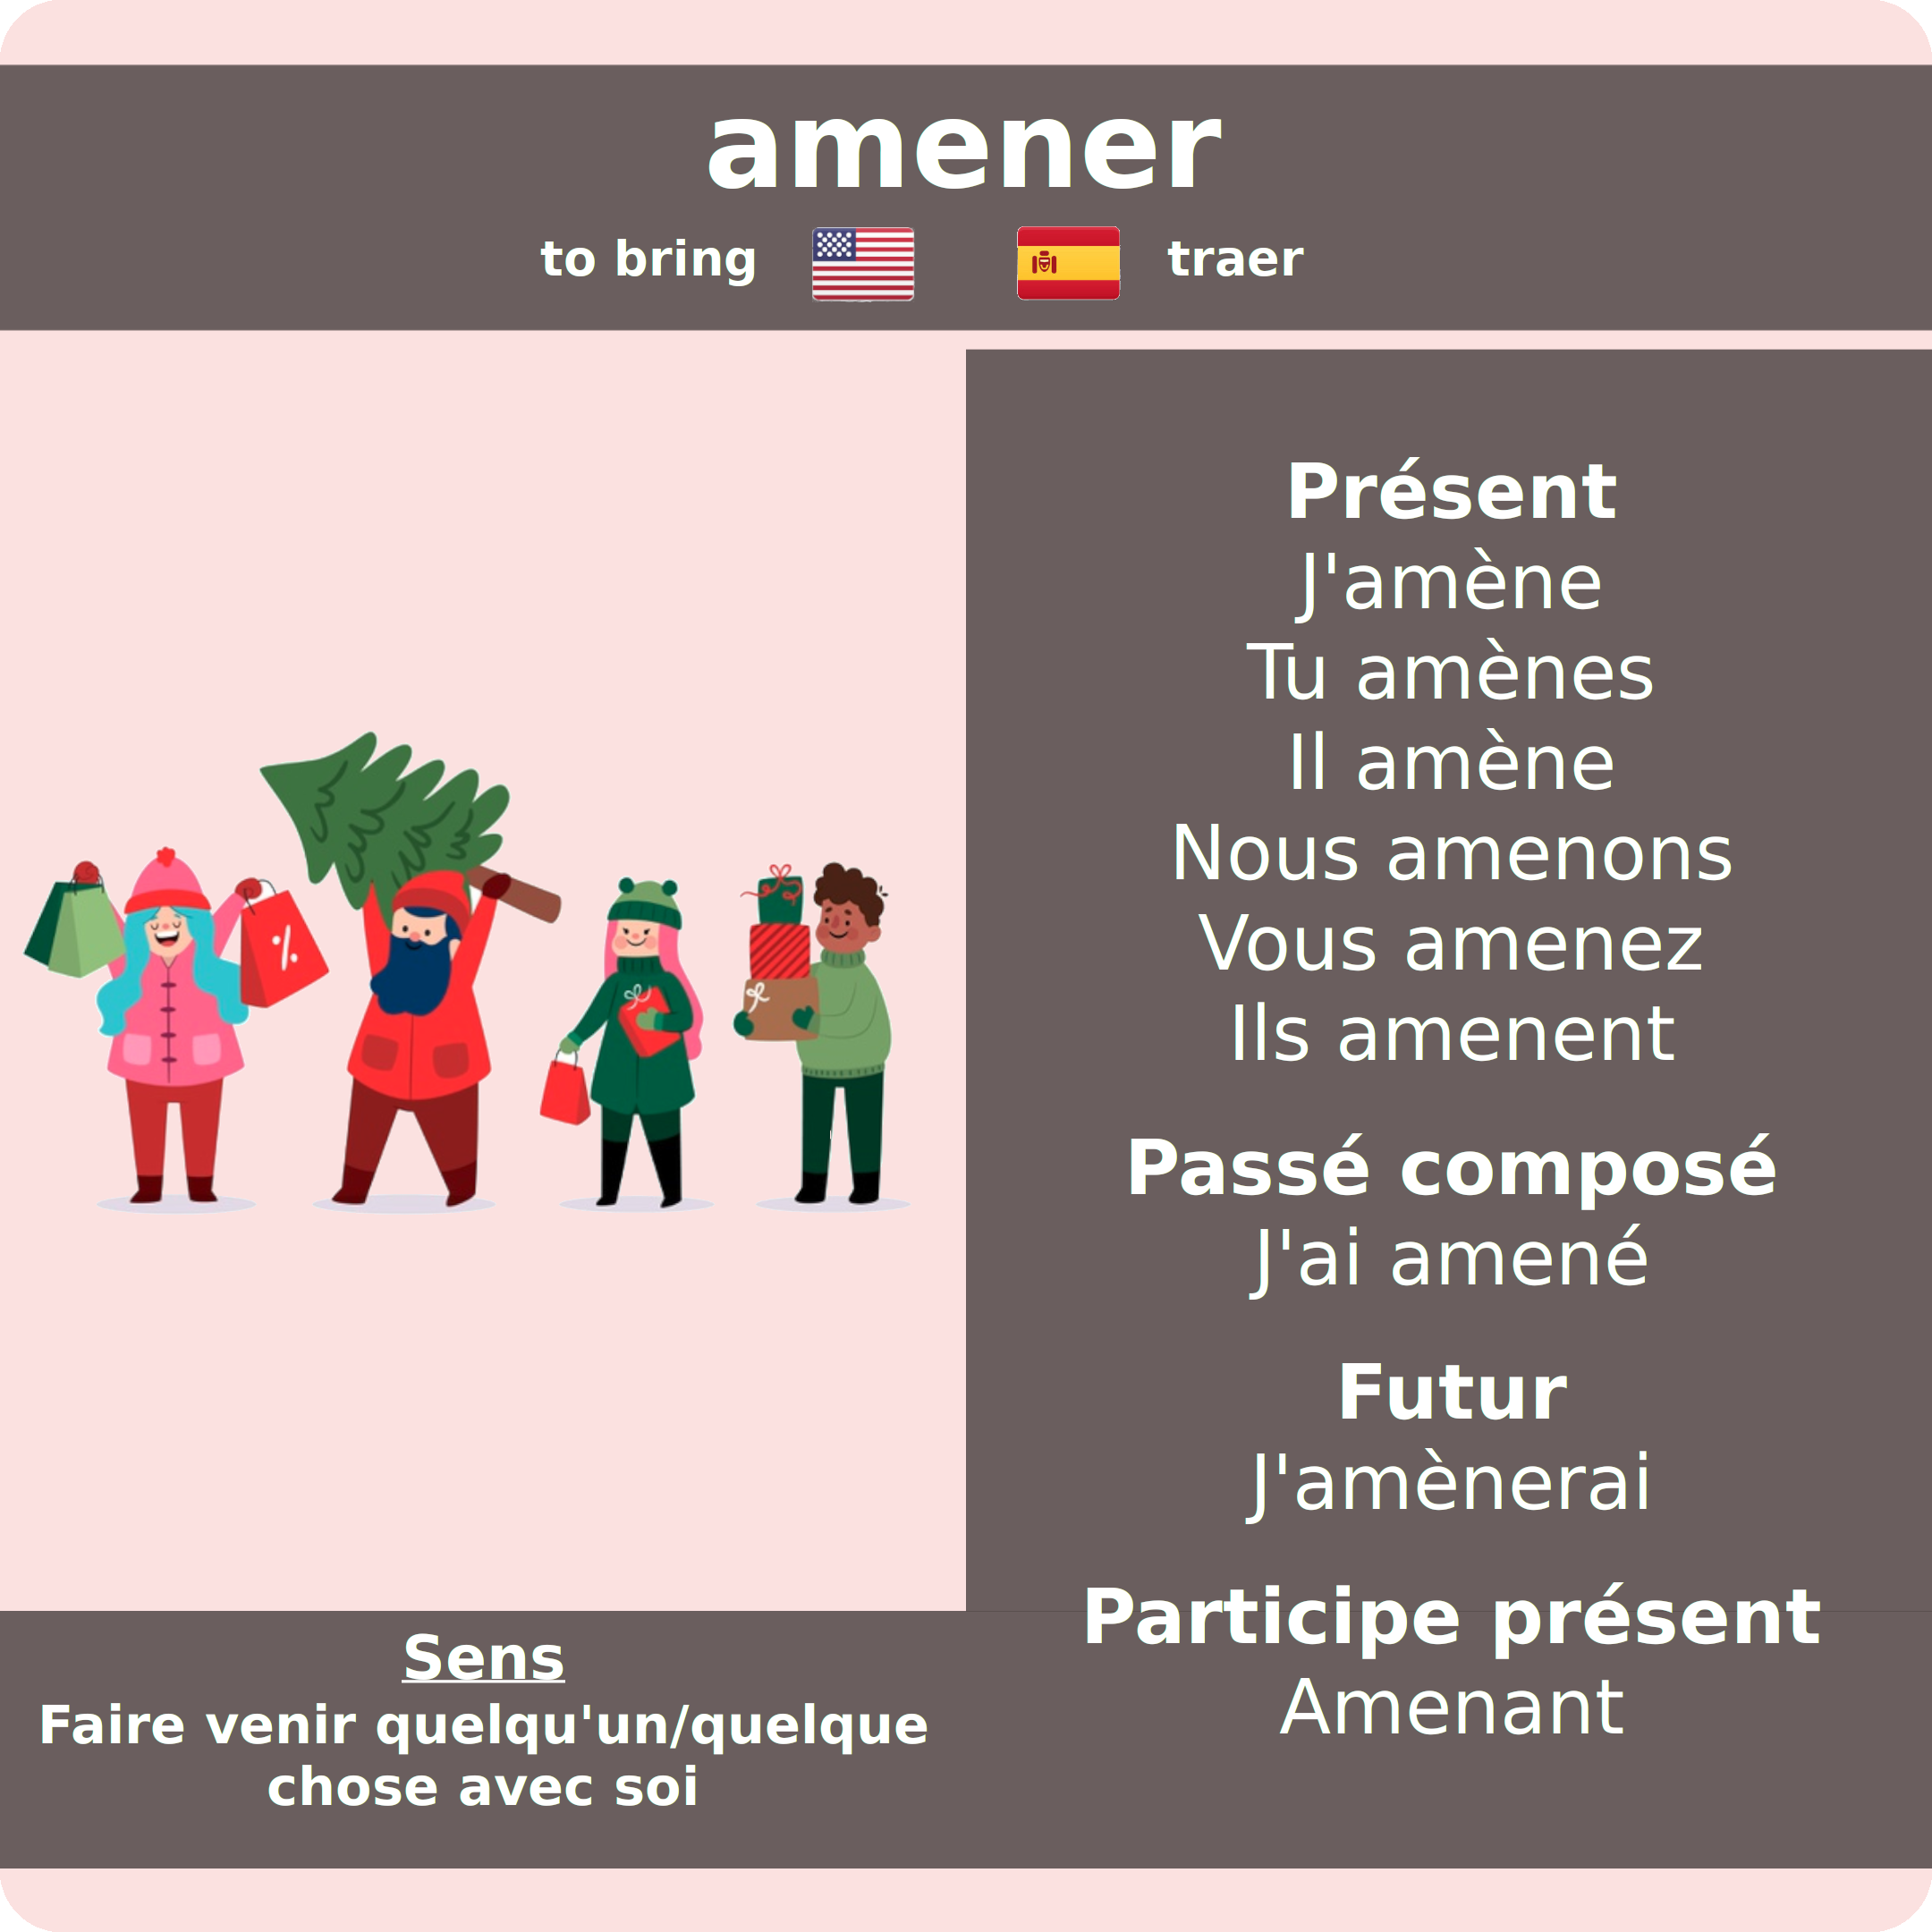 amener
to bring
traer
Présent
J'amène
Tu amènes
Il amène
Nous amenons
Vous amenez
Ils amenent
Passé composé
J'ai amené
Futur
J'amènerai
Participe présent
Amenant
Sens
Faire venir quelqu'un/quelque
chose avec soi